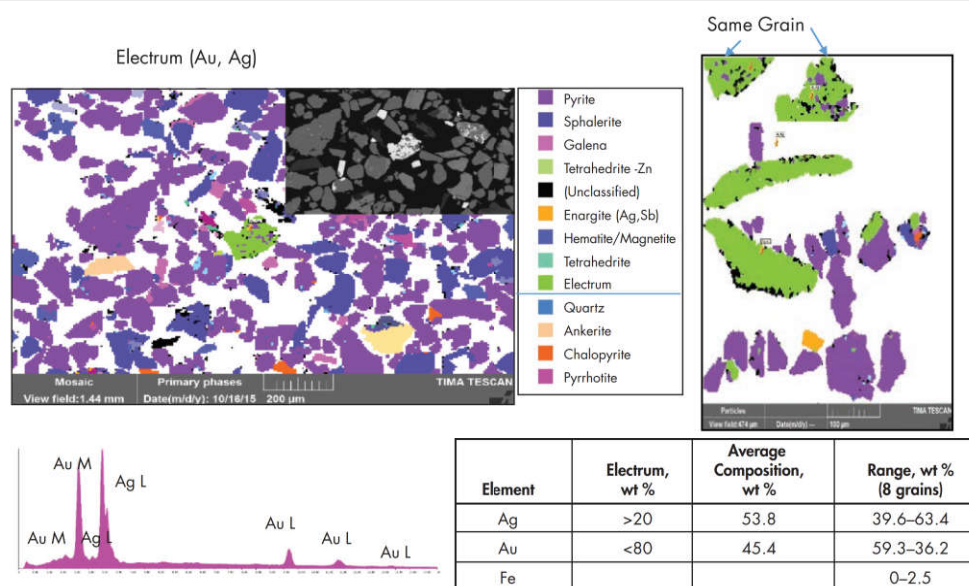 Same Grain
Electrum (Au, Ag)
Pyrite
Sphalerite
Galena
Tetrahedrite -Zn
(Unclassified)
Enargite (Ag,Sb)
Hematite/Magnetite
Tetrahedrite
Electrum
Quartz
Ankerite
Chalopyrite
Pyrrhotite
Mosaic Primary phases TIMA TESCAN
View field:1.44 mm Date(m/d/y): 10/16/15 200 µm
Particles TIMA TESCAN
View field:474 µm Date(m/d/y): --- 100 µm
Au M
Ag L
Au M Ag L Au L Au L Au L
Element Electrum, wt % Average Composition, wt % Range, wt % (8 grains)
Ag >20 53.8 39.6–63.4
Au <80 45.4 59.3–36.2
Fe 0–2.5